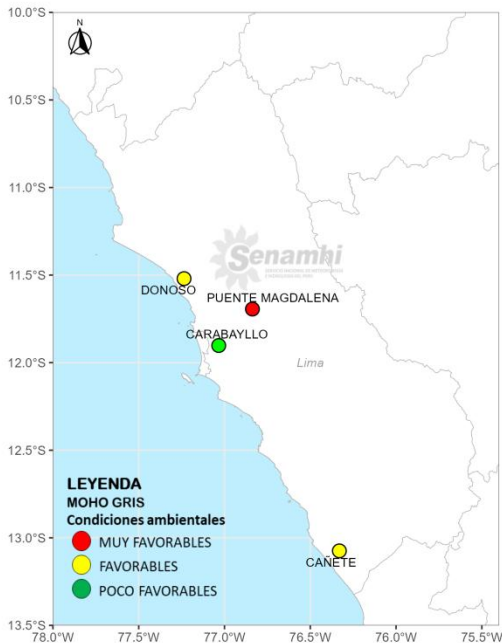 10.0°S
N
10.5°S
11.0°S
Senamhi
11.5°S
DONOSO
PUENTE MAGDALENA
CARABAYLLO
12.0°S
Lima
12.5°S
LEYENDA
MOHO GRIS
Condiciones ambientales
MUY FAVORABLES
FAVORABLES
POCO FAVORABLES
13.0°S
CAÑETE
13.5°S
78.0°W
77.5°W
77.0°W
76.5°W
76.0°W
75.5°W